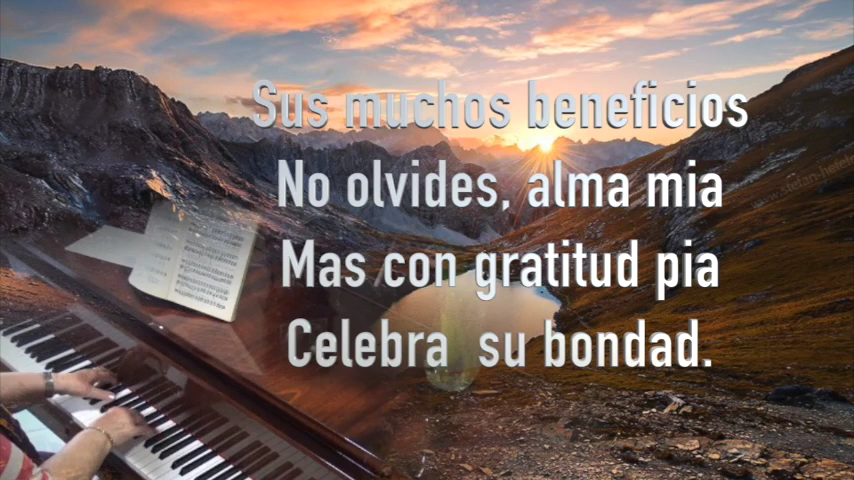 Sus muchos beneficios
No olvides, alma mia
Mas con gratitud pia
Celebra su bondad.